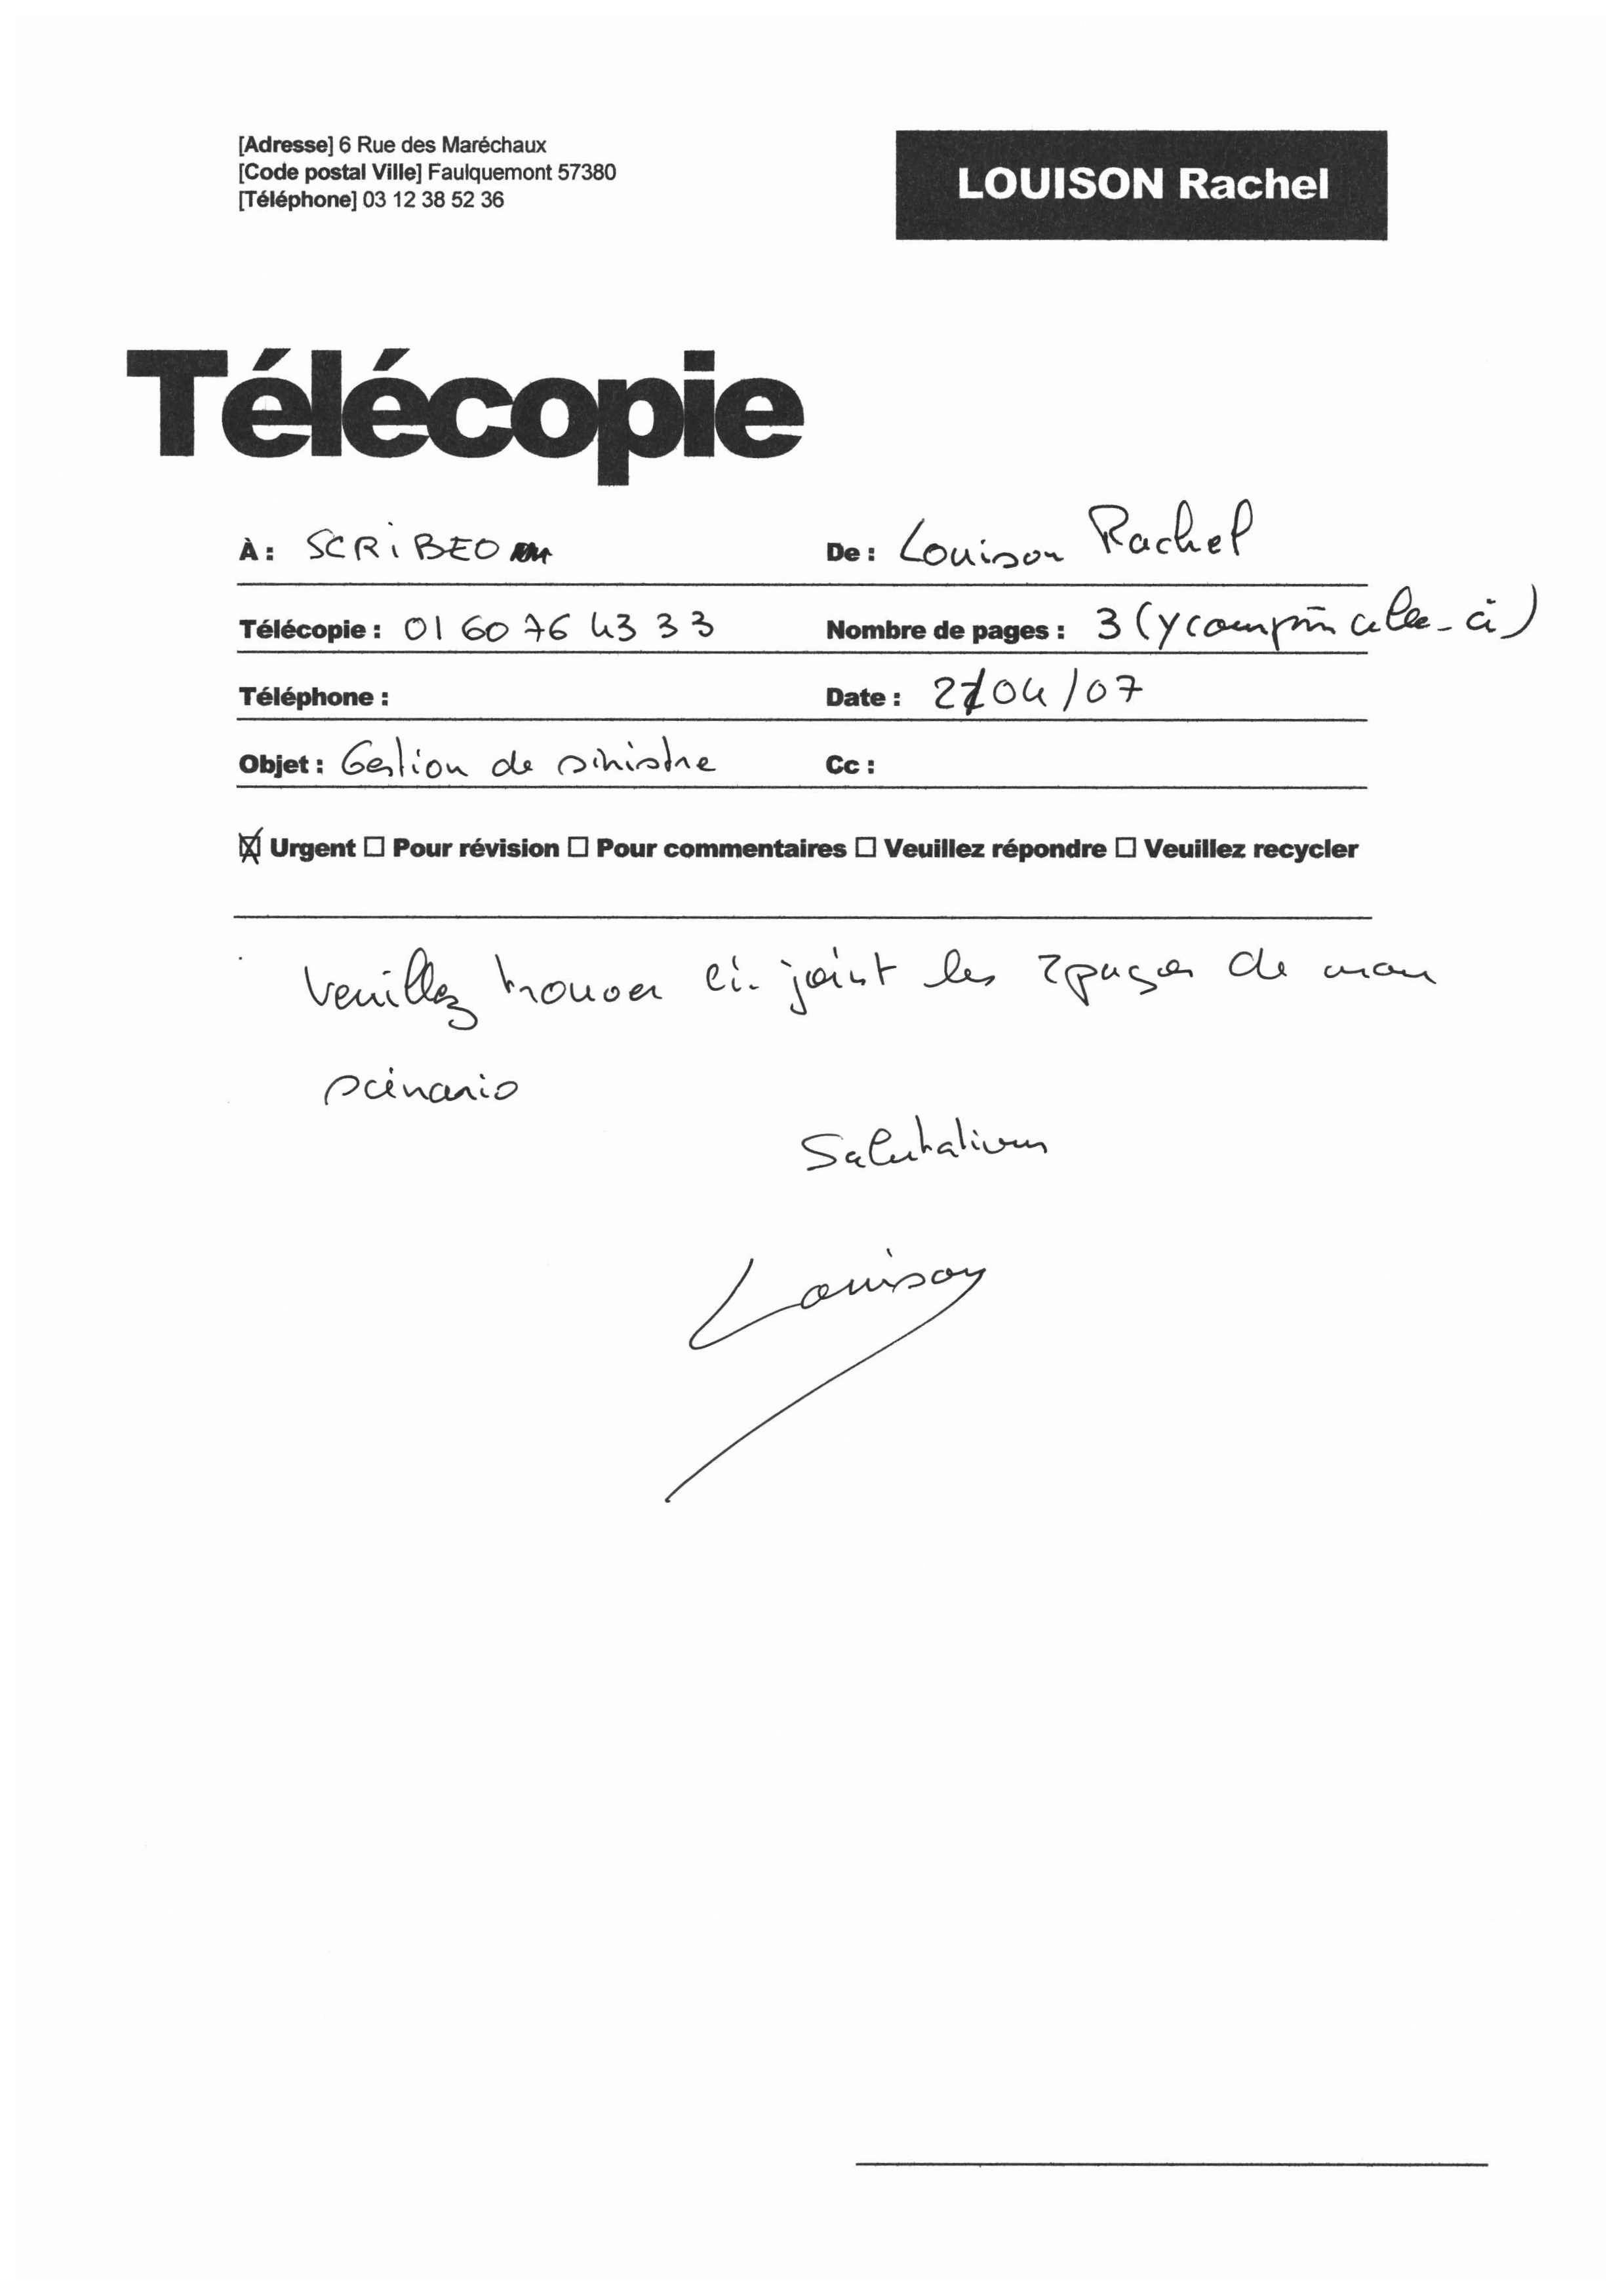 [Adresse] 6 Rue des Maréchaux
[Code postal Ville] Faulquemont 57380
[Téléphone] 03 12 38 52 36
LOUISON Rachel
Télécopie
À : SCRiBEO
De : Louison Rachel
Télécopie : 01 60 76 43 33
Nombre de pages : 3 (y compris celle-ci)
Téléphone :
Date : 2/04/07
Objet : Gestion de sinistre
Cc :
☒ Urgent ☐ Pour révision ☐ Pour commentaires ☐ Veuillez répondre ☐ Veuillez recycler
Veuillez trouver ci-joint les 2 pages de mon
scénario
Salutations
Louison